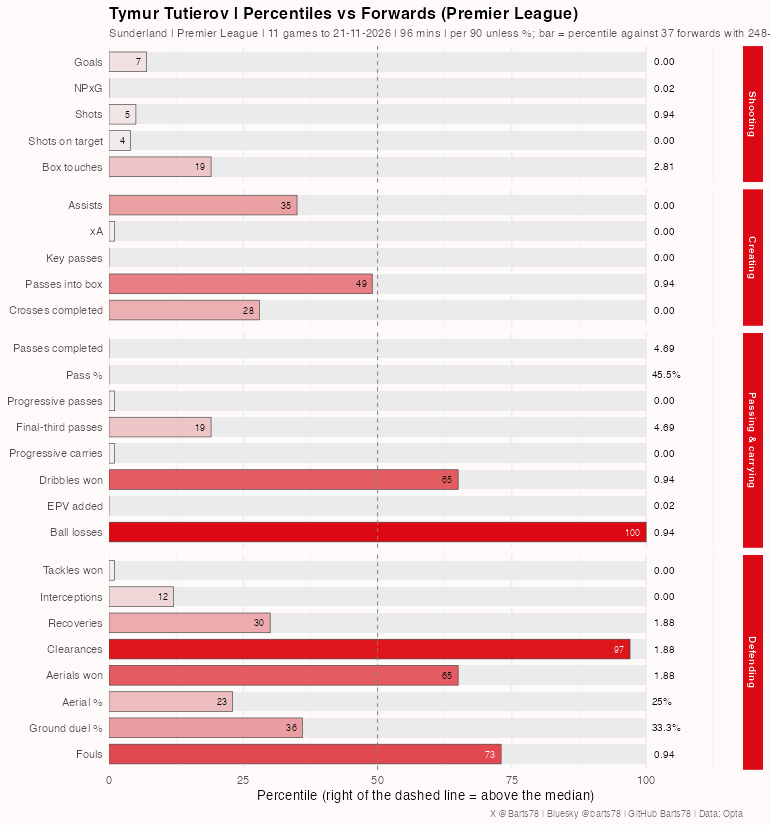 Tymur Tutierov | Percentiles vs Forwards (Premier League)
Sunderland | Premier League | 11 games to 21-11-2026 | 96 mins | per 90 unless %; bar = percentile against 37 forwards with 248-
Goals 7 0.00
NPxG 0.02
Shots 5 0.94
Shots on target 4 0.00
Box touches 19 2.81
Shooting
Assists 35 0.00
xA 0.00
Key passes 0.00
Passes into box 49 0.94
Crosses completed 28 0.00
Creating
Passes completed 4.69
Pass % 45.5%
Progressive passes 0.00
Final-third passes 19 4.69
Progressive carries 0.00
Dribbles won 65 0.94
EPV added 0.02
Ball losses 100 0.94
Passing & carrying
Tackles won 0.00
Interceptions 12 0.00
Recoveries 30 1.88
Clearances 97 1.88
Aerials won 65 1.88
Aerial % 23 25%
Ground duel % 36 33.3%
Fouls 73 0.94
Defending
0 25 50 75 100
Percentile (right of the dashed line = above the median)
X @Barts78 | Bluesky @barts78 | GitHub Barts78 | Data: Opta